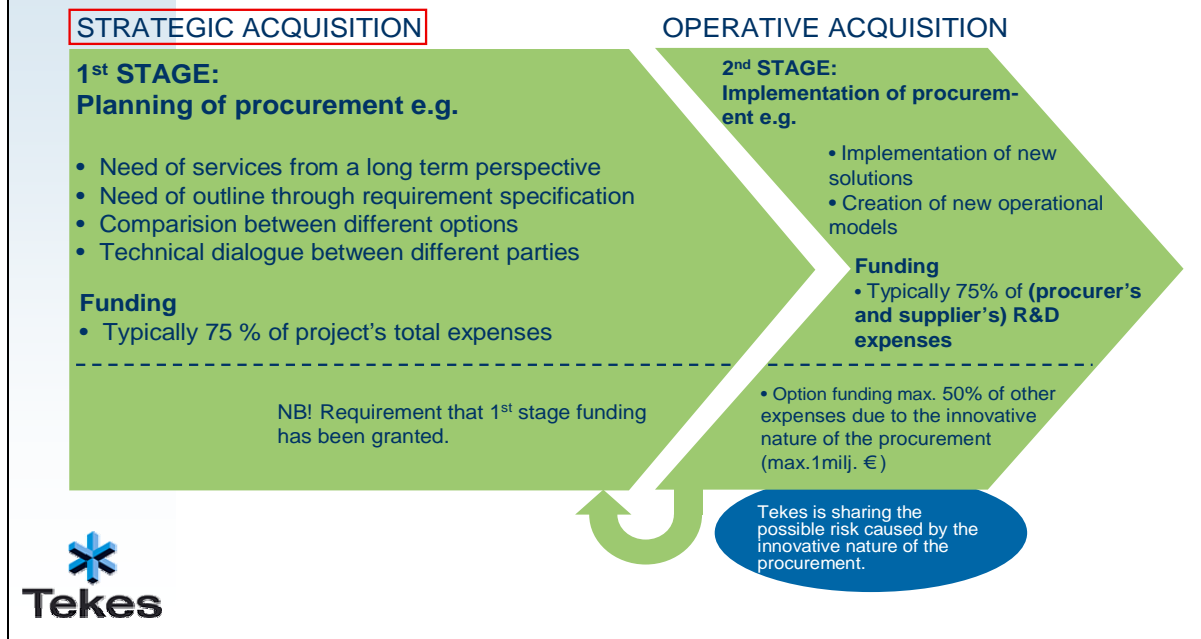 STRATEGIC ACQUISITION
1st STAGE:
Planning of procurement e.g.
• Need of services from a long term perspective
• Need of outline through requirement specification
• Comparision between different options
• Technical dialogue between different parties
Funding
• Typically 75 % of project's total expenses
NB! Requirement that 1st stage funding
has been granted.
OPERATIVE ACQUISITION
2nd STAGE:
Implementation of procurem-
ent e.g.
• Implementation of new
solutions
• Creation of new operational
models
Funding
• Typically 75% of (procurer's
and supplier's) R&D
expenses
• Option funding max. 50% of other
expenses due to the innovative
nature of the procurement
(max.1milj. €)
Tekes is sharing the
possible risk caused by the
innovative nature of the
procurement.
Tekes